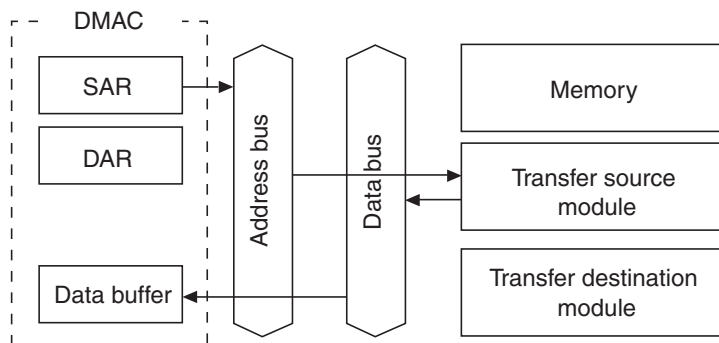 DMAC
SAR
DAR
Data buffer
Address bus
Data bus
Memory
Transfer source
module
Transfer destination
module